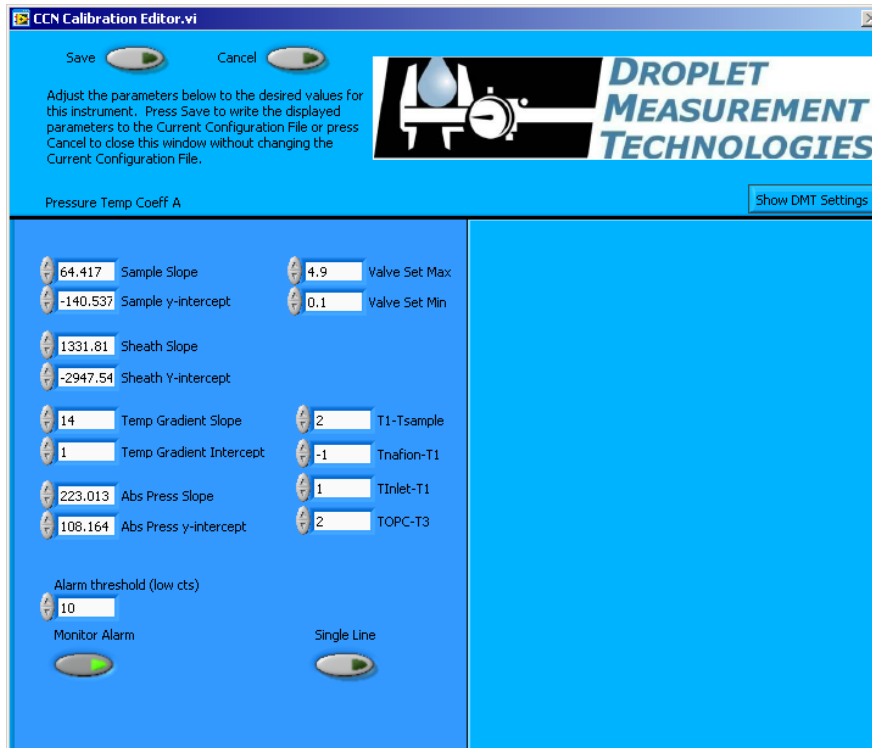 CCN Calibration Editor.vi
Save Cancel
Adjust the parameters below to the desired values for
this instrument. Press Save to write the displayed
parameters to the Current Configuration File or press
Cancel to close this window without changing the
Current Configuration File.
DROPLET
MEASUREMENT
TECHNOLOGIES
Pressure Temp Coeff A
Show DMT Settings
64.417 Sample Slope
4.9 Valve Set Max
-140.537 Sample y-intercept
0.1 Valve Set Min
1331.81 Sheath Slope
-2947.54 Sheath Y-intercept
14 Temp Gradient Slope
2 T1-Tsample
1 Temp Gradient Intercept
-1 Tnafion-T1
223.013 Abs Press Slope
1 TInlet-T1
108.164 Abs Press y-intercept
2 TOPC-T3
Alarm threshold (low cts)
10
Monitor Alarm
Single Line